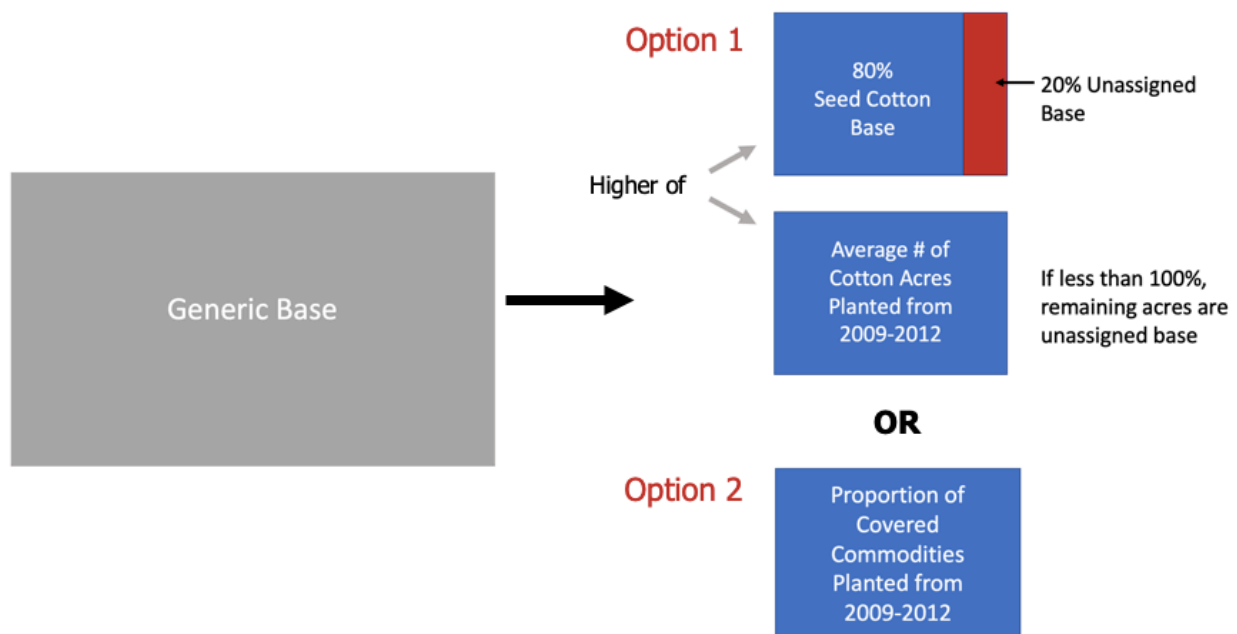 Option 1
80%
Seed Cotton
Base
20% Unassigned
Base
Higher of
Generic Base
Average # of
Cotton Acres
Planted from
2009-2012
If less than 100%,
remaining acres are
unassigned base
OR
Option 2
Proportion of
Covered
Commodities
Planted from
2009-2012